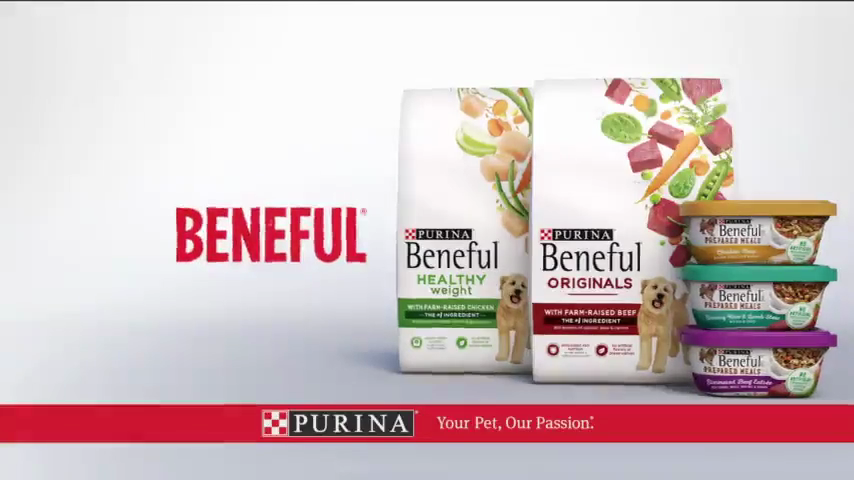 BENEFUL®
PURINA
Beneful
HEALTHY
weight
WITH FARM-RAISED CHICKEN
THE #1 INGREDIENT
PURINA
Beneful
ORIGINALS
WITH FARM-RAISED BEEF
THE #1 INGREDIENT
PURINA
Beneful
PREPARED MEALS
PURINA
Beneful
PREPARED MEALS
PURINA
Beneful
PREPARED MEALS
PURINA® Your Pet, Our Passion.®